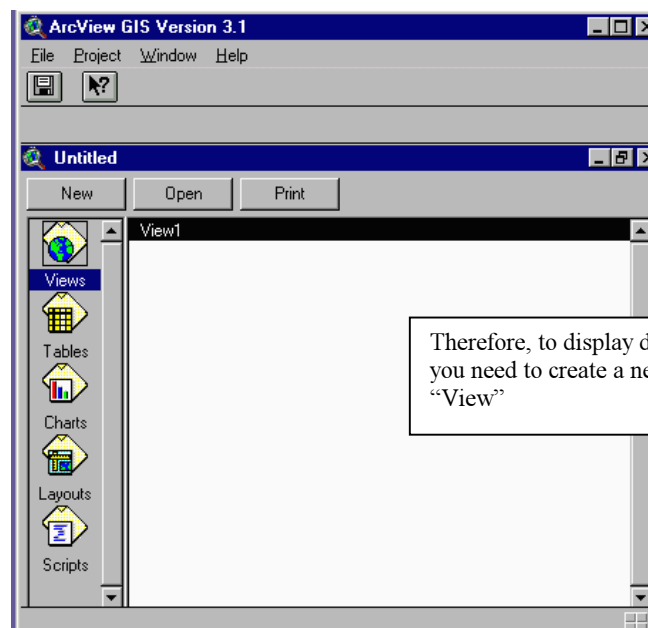 ArcView GIS Version 3.1
File Project Window Help
Untitled
New Open Print
View1
Views
Tables
Charts
Layouts
Scripts
Therefore, to display
you need to create a
“View”